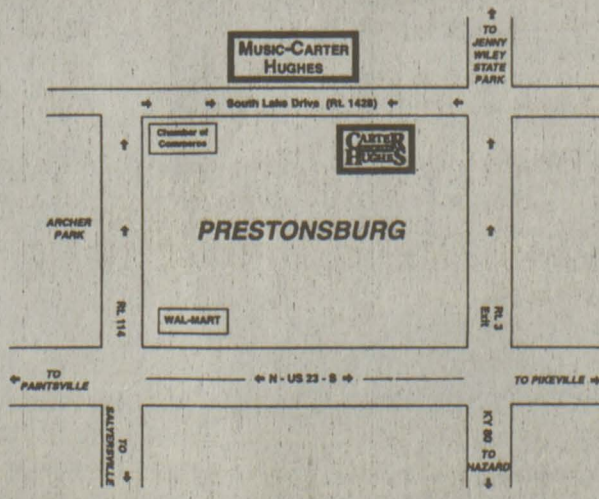 TO
JENNY
WILEY
STATE
PARK
MUSIC-CARTER
HUGHES
South Lake Drive (Rt. 1428)
Chamber of
Commerce
CARTER
HUGHES
ARCHER
PARK
PRESTONSBURG
RT. 114
WAL-MART
Rt. 3
Exit
TO
PAINTSVILLE
N - US 23 - S
TO PIKEVILLE
TO
SALYERSVILLE
KY 80
TO
HAZARD